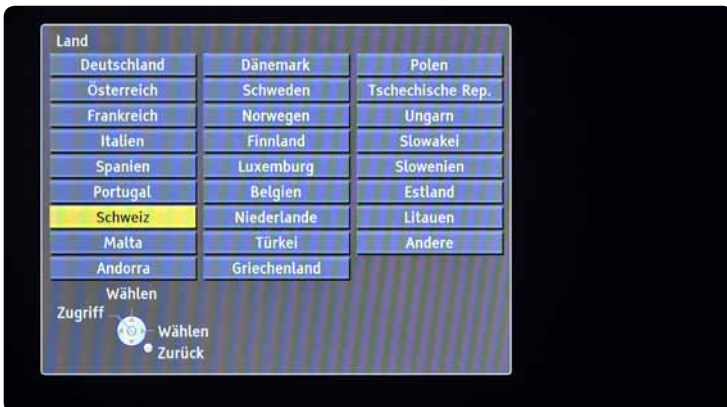 Land
Deutschland Dänemark Polen
Österreich Schweden Tschechische Rep.
Frankreich Norwegen Ungarn
Italien Finnland Slowakei
Spanien Luxemburg Slowenien
Portugal Belgien Estland
Schweiz Niederlande Litauen
Malta Türkei Andere
Andorra Griechenland
Wählen
Zugriff
Wählen
Zurück